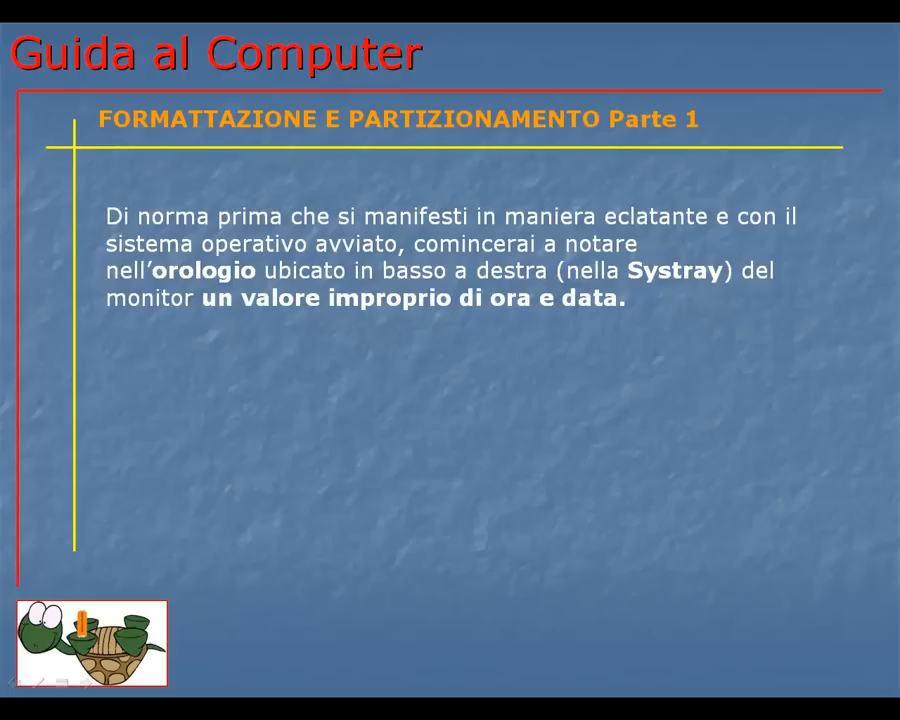 Guida al Computer
FORMATTAZIONE E PARTIZIONAMENTO Parte 1
Di norma prima che si manifesti in maniera eclatante e con il
sistema operativo avviato, comincerai a notare
nell’orologio ubicato in basso a destra (nella Systray) del
monitor un valore improprio di ora e data.